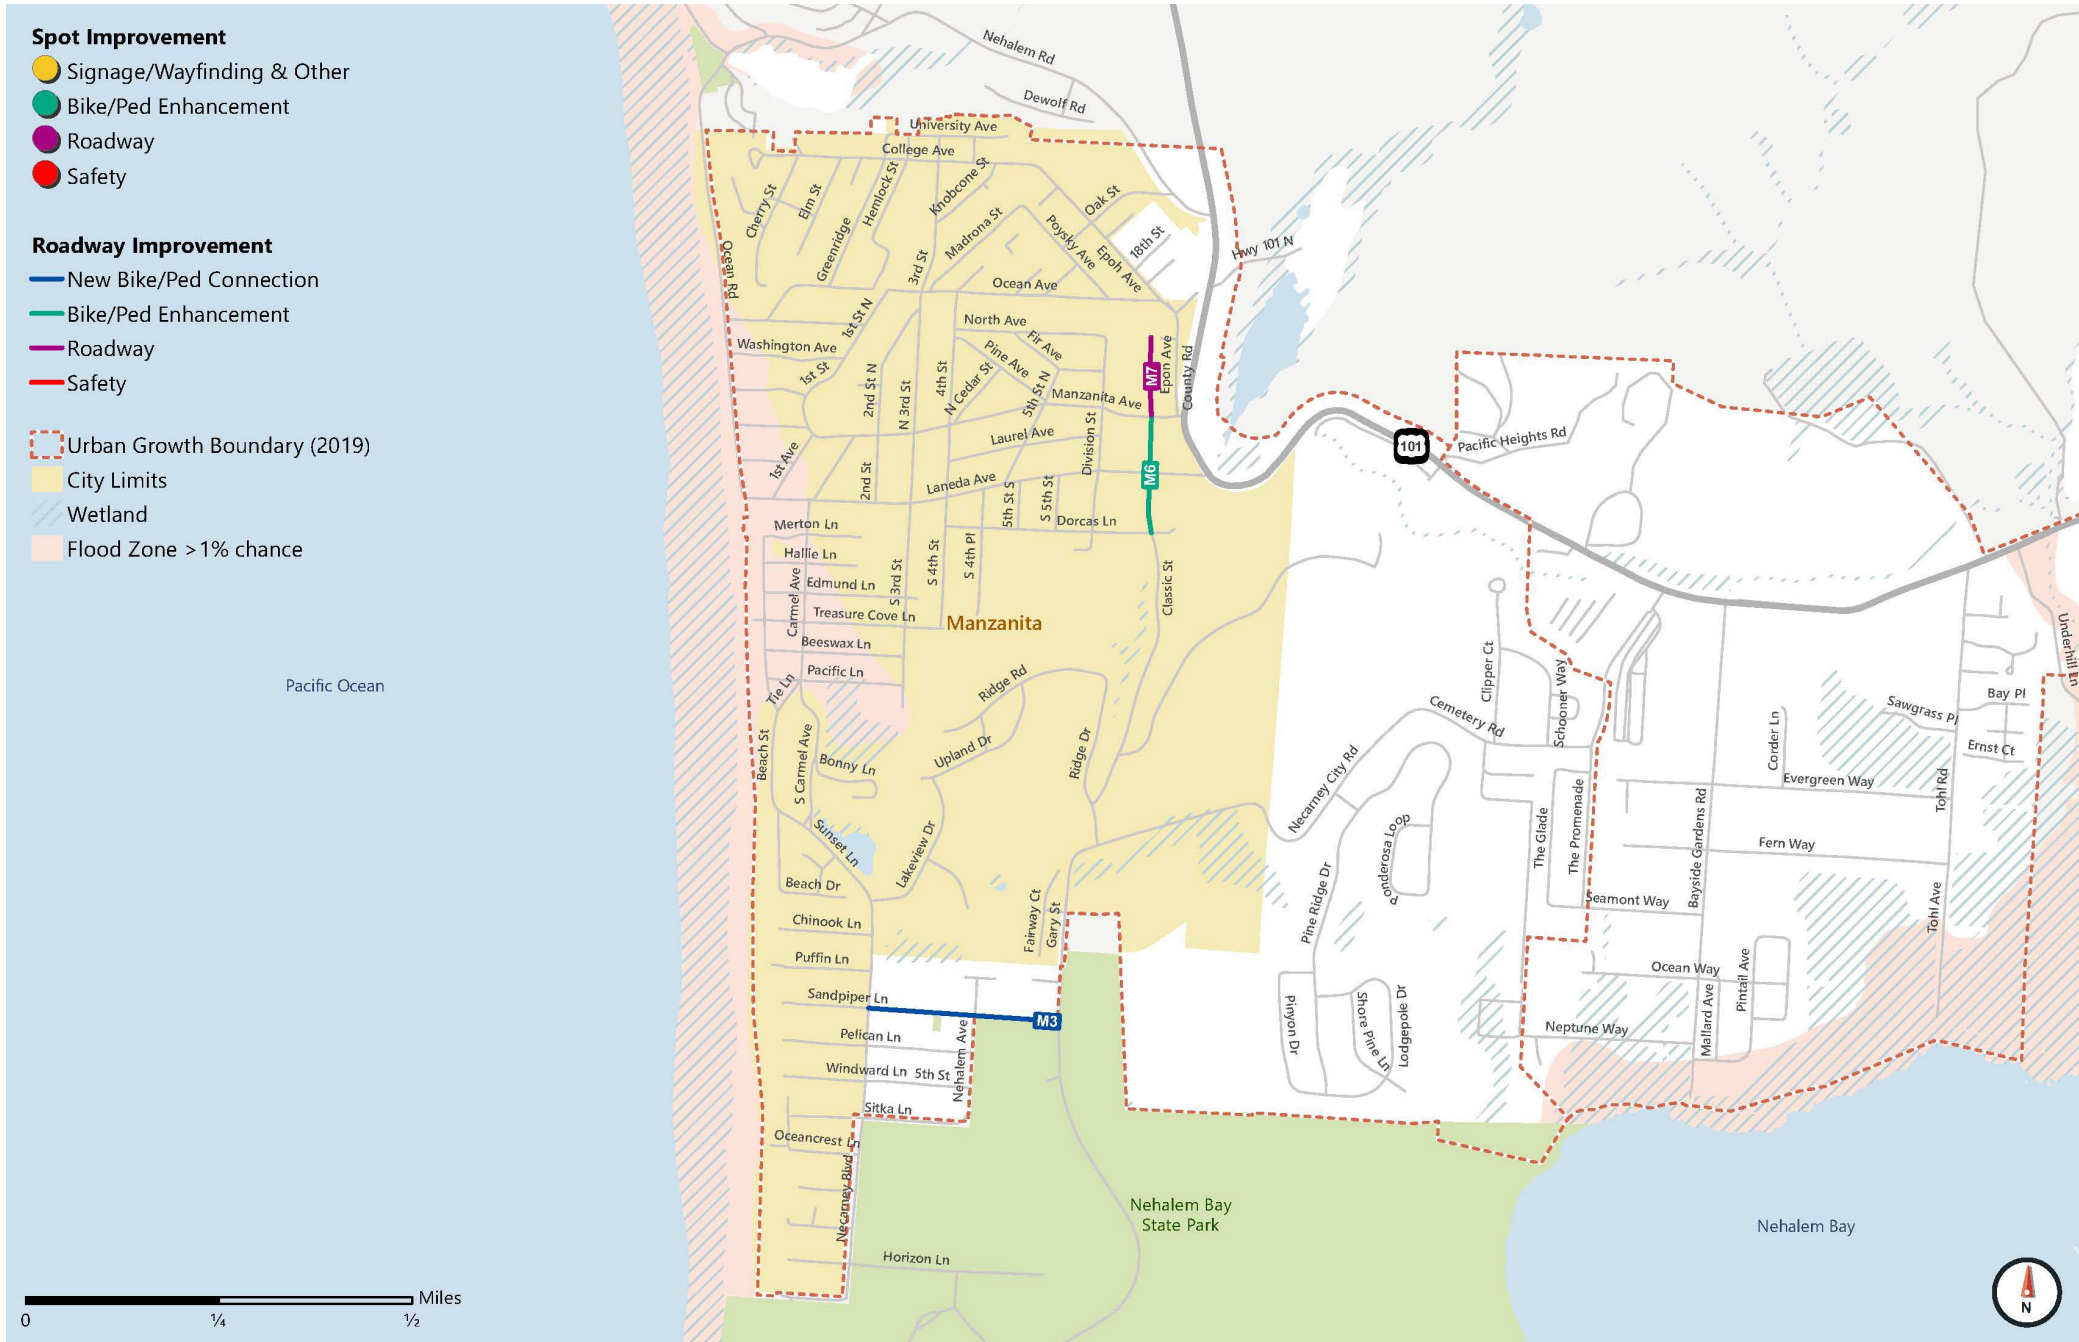 Spot Improvement
Signage/Wayfinding & Other
Bike/Ped Enhancement
Roadway
Safety
Roadway Improvement
New Bike/Ped Connection
Bike/Ped Enhancement
Roadway
Safety
Urban Growth Boundary (2019)
City Limits
Wetland
Flood Zone >1% chance
Nehalem Rd
Dewolf Rd
University Ave
College Ave
Cherry St
Elm St
Hemlock St
Greenridge
Knobcone St
Madrona St
3rd St
Oak St
Poysky Ave
Epoh Ave
18th St
Hwy 101 N
Ocean Rd
Ocean Ave
1st St N
North Ave
Fir Ave
Pine Ave
Washington Ave
1st St
2nd St N
N 3rd St
4th St
N Cedar St
5th St N
Manzanita Ave
M7
Epon Ave
County Rd
Laurel Ave
Division St
M6
101
Pacific Heights Rd
1st Ave
2nd St
Laneda Ave
5th St S
S 5th St
Dorcas Ln
Merton Ln
Hallie Ln
Edmund Ln
Carmel Ave
S 3rd St
S 4th St
S 4th Pl
Treasure Cove Ln
Manzanita
Beeswax Ln
Pacific Ln
Tie Ln
Classic St
Ridge Rd
Upland Dr
Ridge Dr
Pacific Ocean
Beach St
S Carmel Ave
Bonny Ln
Sunset Ln
Lakeview Dr
Beach Dr
Chinook Ln
Fairway Ct
Gary St
Puffin Ln
Sandpiper Ln
M3
Pelican Ln
Nehalem Ave
Windward Ln
5th St
Sitka Ln
Oceancrest Ln
Necarney Blvd
Horizon Ln
Clipper Ct
Schooner Way
Cemetery Rd
Necarney City Rd
Ponderosa Loop
Pine Ridge Dr
The Glade
The Promenade
Seamont Way
Bayside Gardens Rd
Corder Ln
Evergreen Way
Fern Way
Sawgrass Pl
Bay Pl
Ernst Ct
Tohl Rd
Tohl Ave
Underhill Ln
Ocean Way
Pintail Ave
Mallard Ave
Neptune Way
Pinyon Dr
Shore Pine Ln
Lodgepole Dr
Nehalem Bay
State Park
Nehalem Bay
Miles
0
¼
½
N